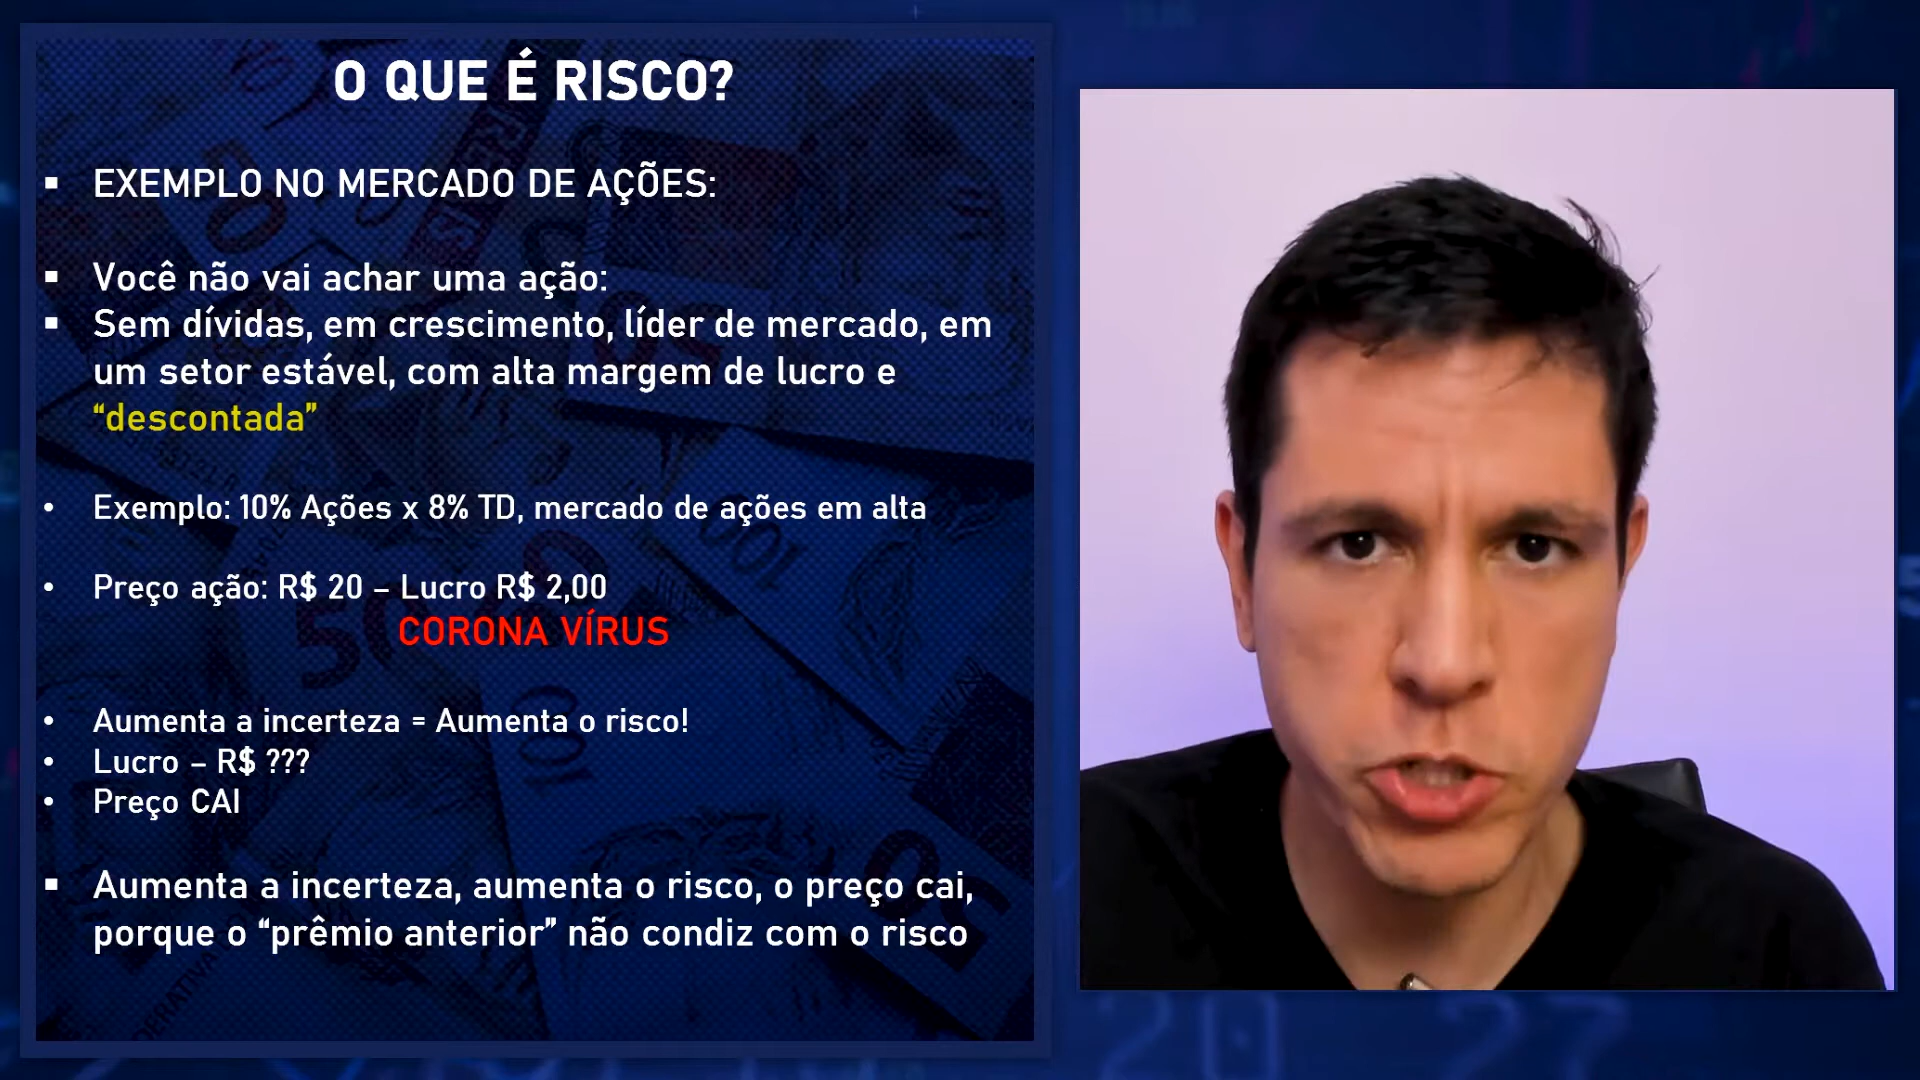 O QUE É RISCO?
▪ EXEMPLO NO MERCADO DE AÇÕES:
▪ Você não vai achar uma ação:
▪ Sem dívidas, em crescimento, líder de mercado, em
um setor estável, com alta margem de lucro e
“descontada”
• Exemplo: 10% Ações x 8% TD, mercado de ações em alta
• Preço ação: R$ 20 – Lucro R$ 2,00
CORONA VÍRUS
• Aumenta a incerteza = Aumenta o risco!
• Lucro – R$ ???
• Preço CAI
▪ Aumenta a incerteza, aumenta o risco, o preço cai,
porque o “prêmio anterior” não condiz com o risco